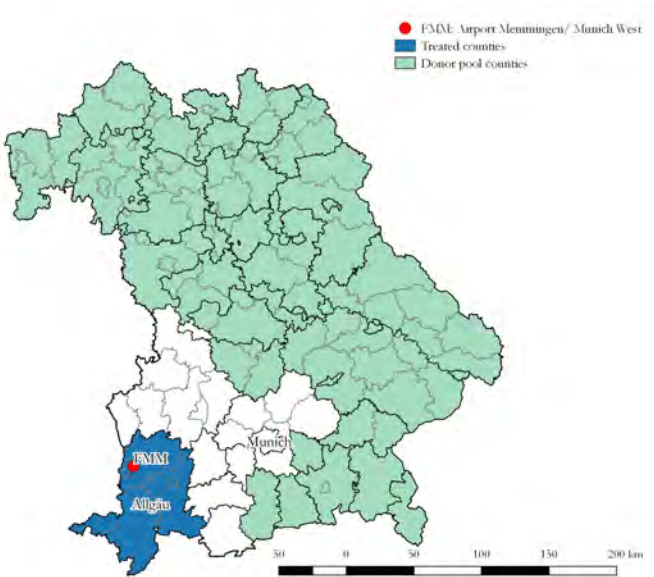 FMM: Airport Memmingen/ Munich West
Treated counties
Donor pool counties
Munich
FMM
Allgäu
50 0 50 100 150 200 km